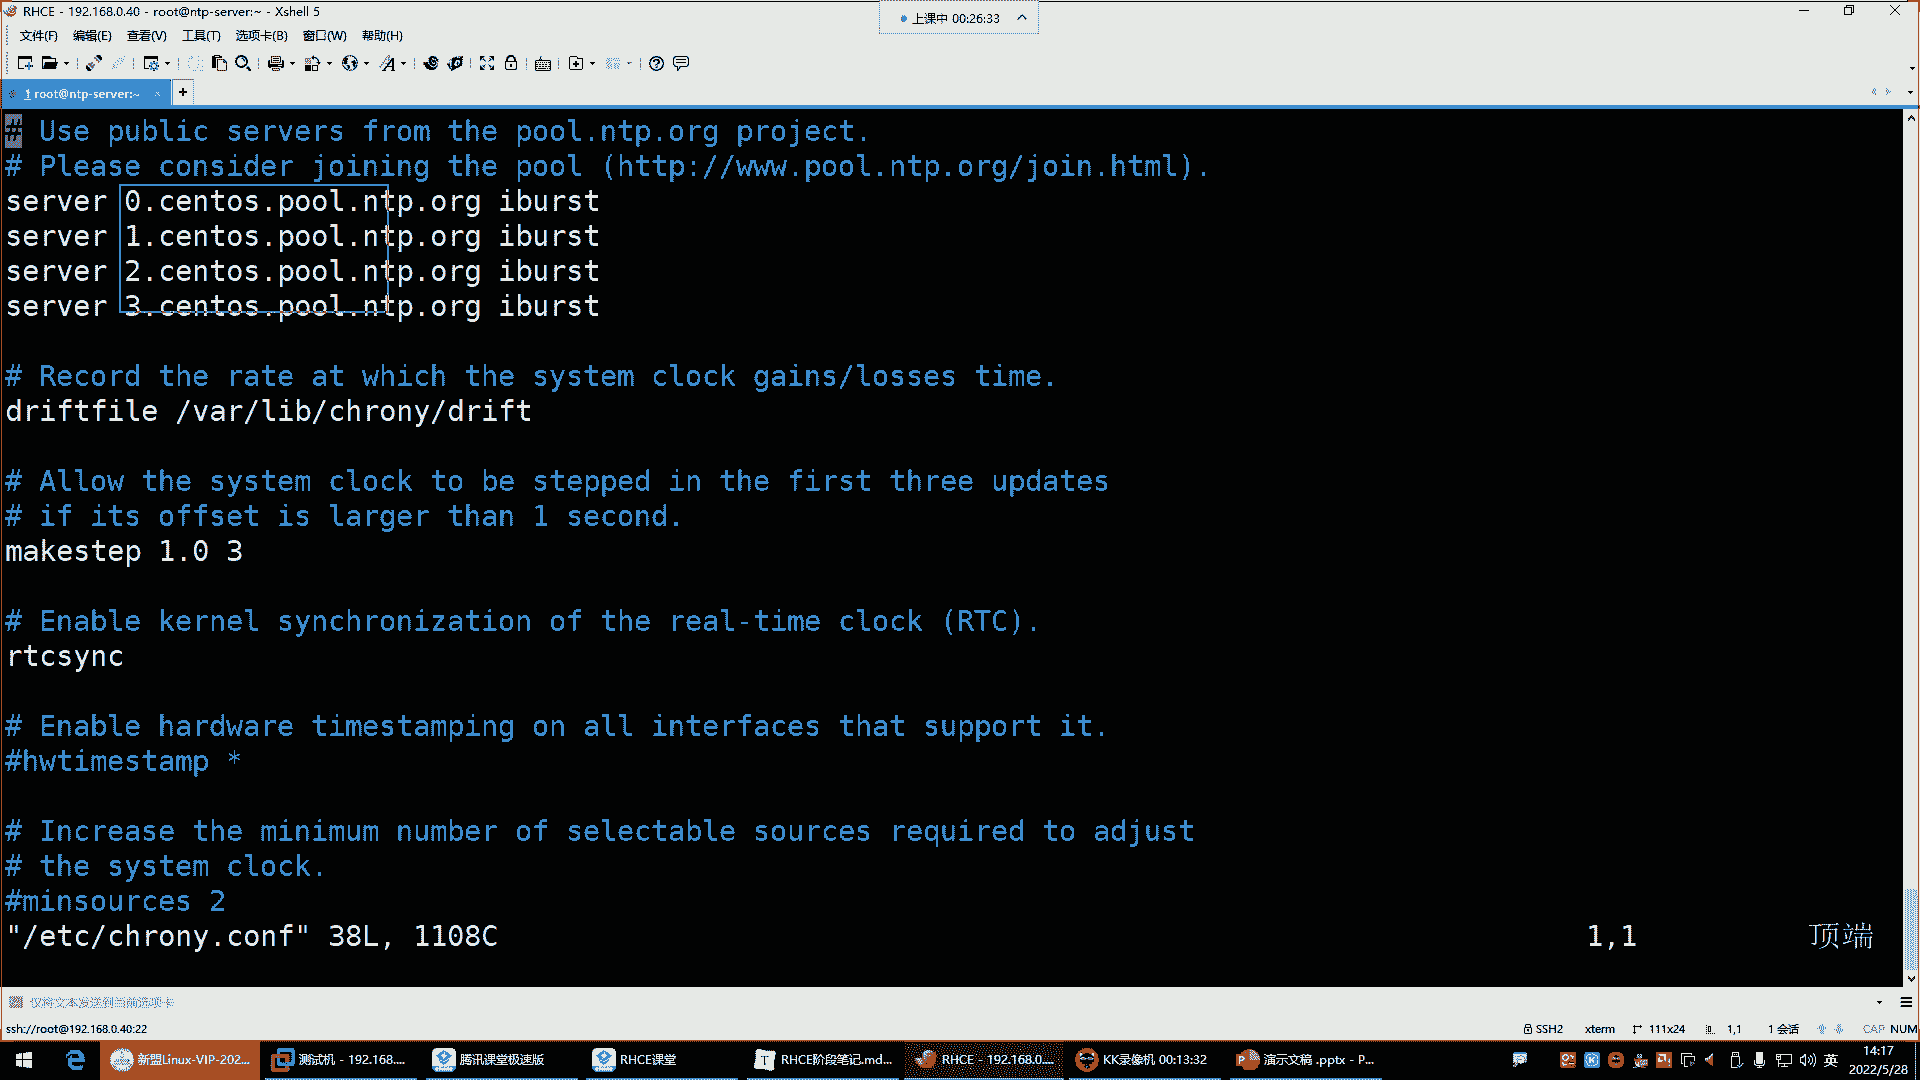 RHCE - 192.168.0.40 - root@ntp-server:~ - Xshell 5
上课中 00:26:33
文件(F) 编辑(E) 查看(V) 工具(T) 选项卡(B) 窗口(W) 帮助(H)
1 root@ntp-server:~ × +
# Use public servers from the pool.ntp.org project.
# Please consider joining the pool (http://www.pool.ntp.org/join.html).
server 0.centos.pool.ntp.org iburst
server 1.centos.pool.ntp.org iburst
server 2.centos.pool.ntp.org iburst
server 3.centos.pool.ntp.org iburst
# Record the rate at which the system clock gains/losses time.
driftfile /var/lib/chrony/drift
# Allow the system clock to be stepped in the first three updates
# if its offset is larger than 1 second.
makestep 1.0 3
# Enable kernel synchronization of the real-time clock (RTC).
rtcsync
# Enable hardware timestamping on all interfaces that support it.
#hwtimestamp *
# Increase the minimum number of selectable sources required to adjust
# the system clock.
#minsources 2
"/etc/chrony.conf" 38L, 1108C 1,1 顶端
仅将文本发送到当前选项卡
ssh://root@192.168.0.40:22 SSH2 xterm 111x24 1,1 1 会话 CAP NUM
新盟Linux-VIP-202... 测试机 - 192.168.... 腾讯课堂极速版 RHCE课堂 RHCE阶段笔记.md... RHCE - 192.168.0.... KK录像机 00:13:32 演示文稿 .pptx - P... 英 14:17
2022/5/28